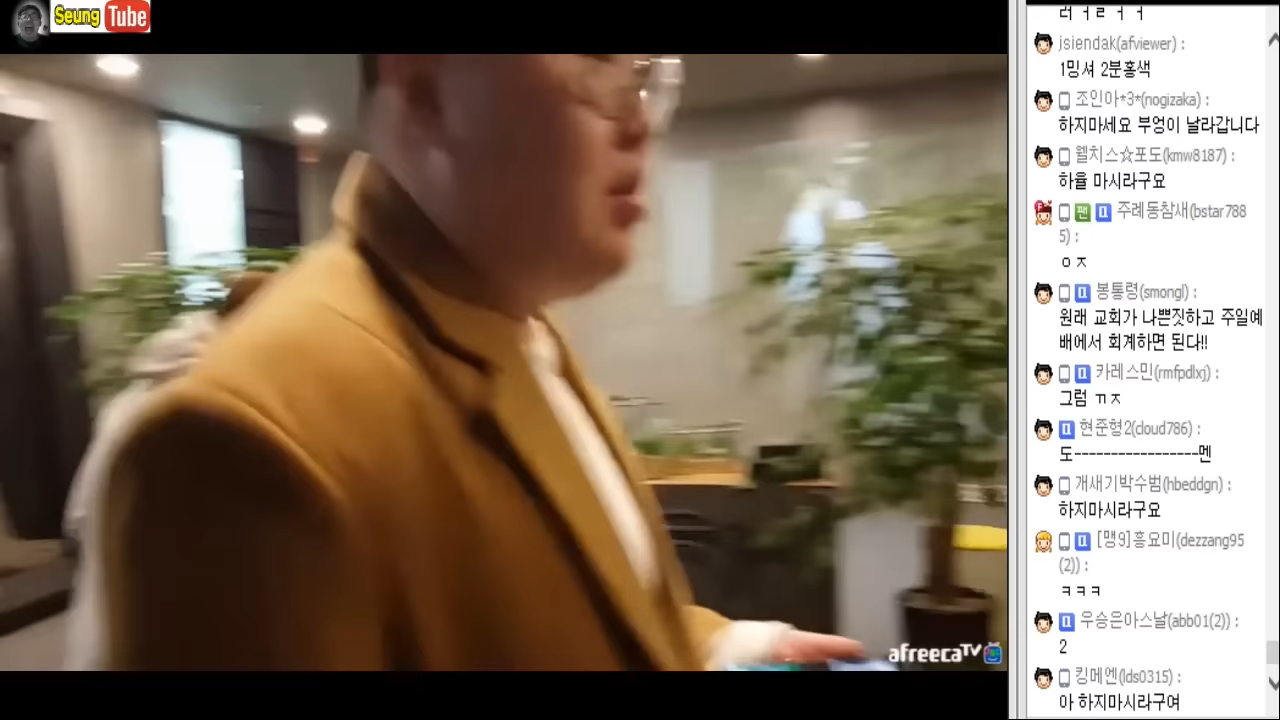 Seung Tube
jsiendak(afviewer) :
1밍셔 2분홍색
조인아*3*(nogizaka) :
하지마세요 부엉이 날라갑니다
웰치스☆포도(kmw8187) :
하율 마시라구요
팬 주례동참새(bstar788
5) :
ㅇㅈ
봉통령(smongl) :
원래 교회가 나쁜짓하고 주일예
배에서 회계하면 된다!!
카레스민(rmfpdlxj) :
그럼 ㄲㅈ
현준형2(cloud786) :
도-----------------멘
개새기박수범(hbeddgn) :
하지마시라구요
[맹9]흥요미(dezzang95
(2)) :
ㅋㅋㅋ
우승은아스날(abb01(2)) :
2
킹메엔(lds0315) :
아 하지마시라구여
afreecaTV